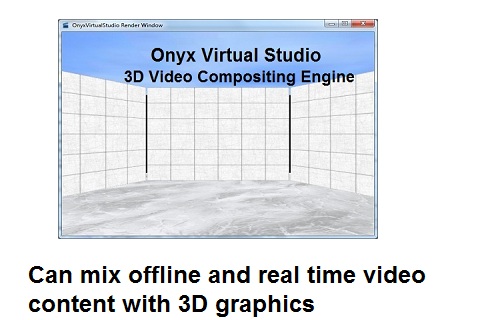 OnyxVirtualStudio Render Window
Onyx Virtual Studio
3D Video Compositing Engine
Can mix offline and real time video
content with 3D graphics